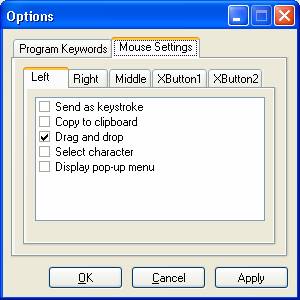 Options
Program Keywords Mouse Settings
Left Right Middle XButton1 XButton2
Send as keystroke
Copy to clipboard
Drag and drop
Select character
Display pop-up menu
OK Cancel Apply